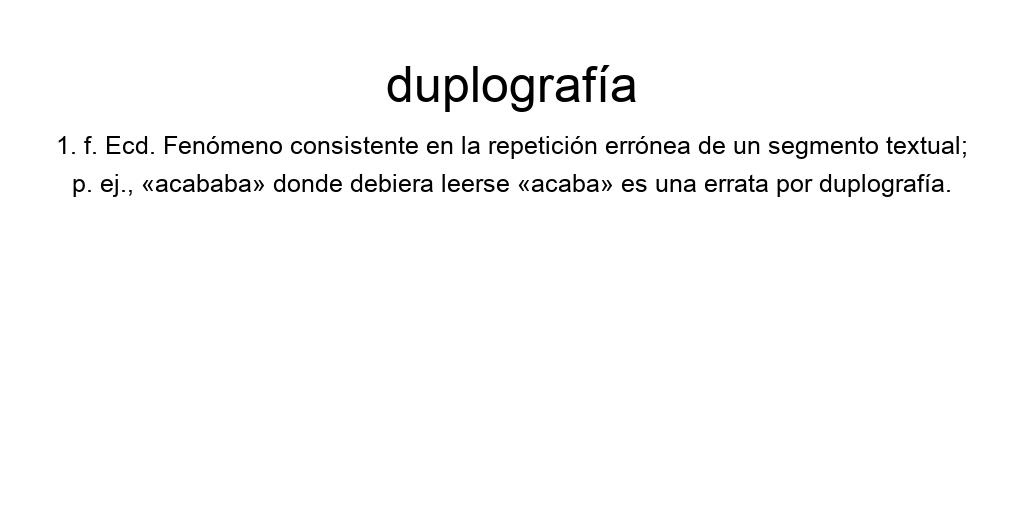 duplografía
1. f. Ecd. Fenómeno consistente en la repetición errónea de un segmento textual;
p. ej., «acababa» donde debiera leerse «acaba» es una errata por duplografía.